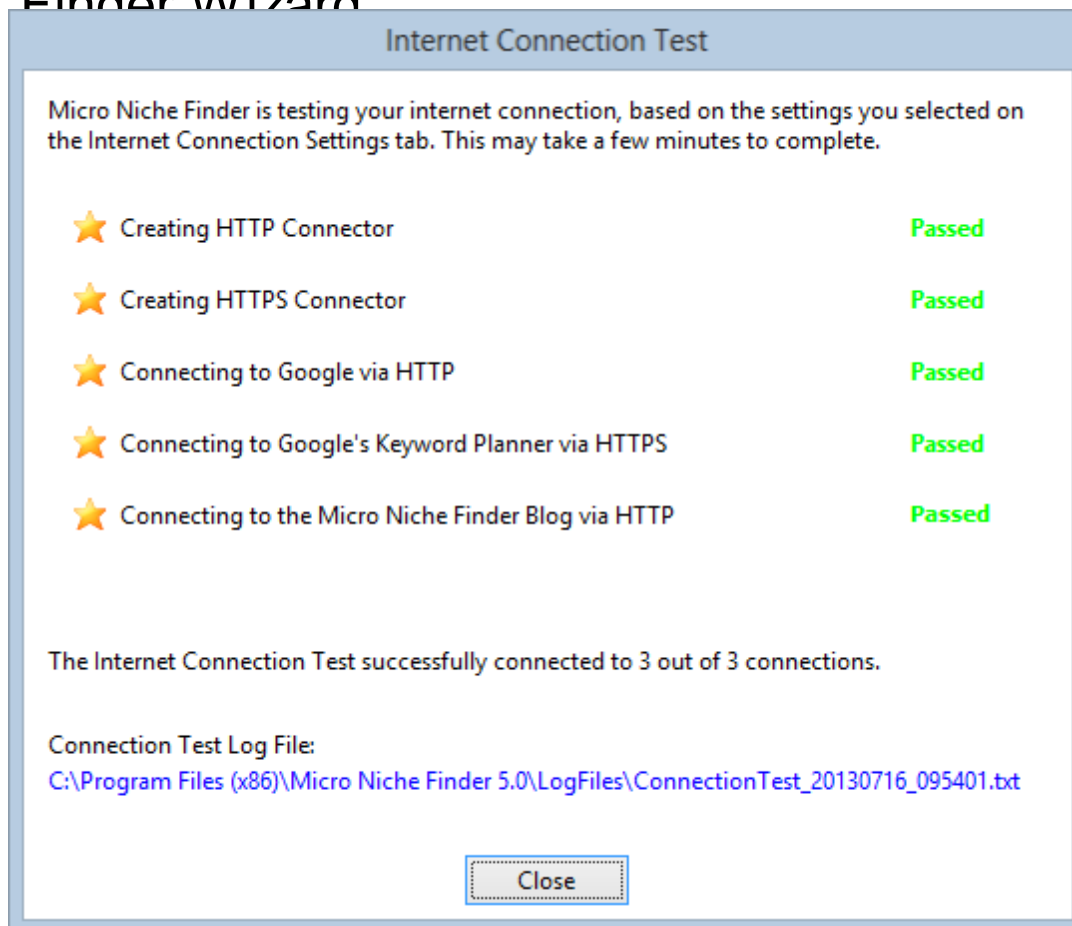 Finder Wizard
Internet Connection Test
Micro Niche Finder is testing your internet connection, based on the settings you selected on
the Internet Connection Settings tab. This may take a few minutes to complete.
Creating HTTP Connector Passed
Creating HTTPS Connector Passed
Connecting to Google via HTTP Passed
Connecting to Google's Keyword Planner via HTTPS Passed
Connecting to the Micro Niche Finder Blog via HTTP Passed
The Internet Connection Test successfully connected to 3 out of 3 connections.
Connection Test Log File:
C:\Program Files (x86)\Micro Niche Finder 5.0\LogFiles\ConnectionTest_20130716_095401.txt
Close